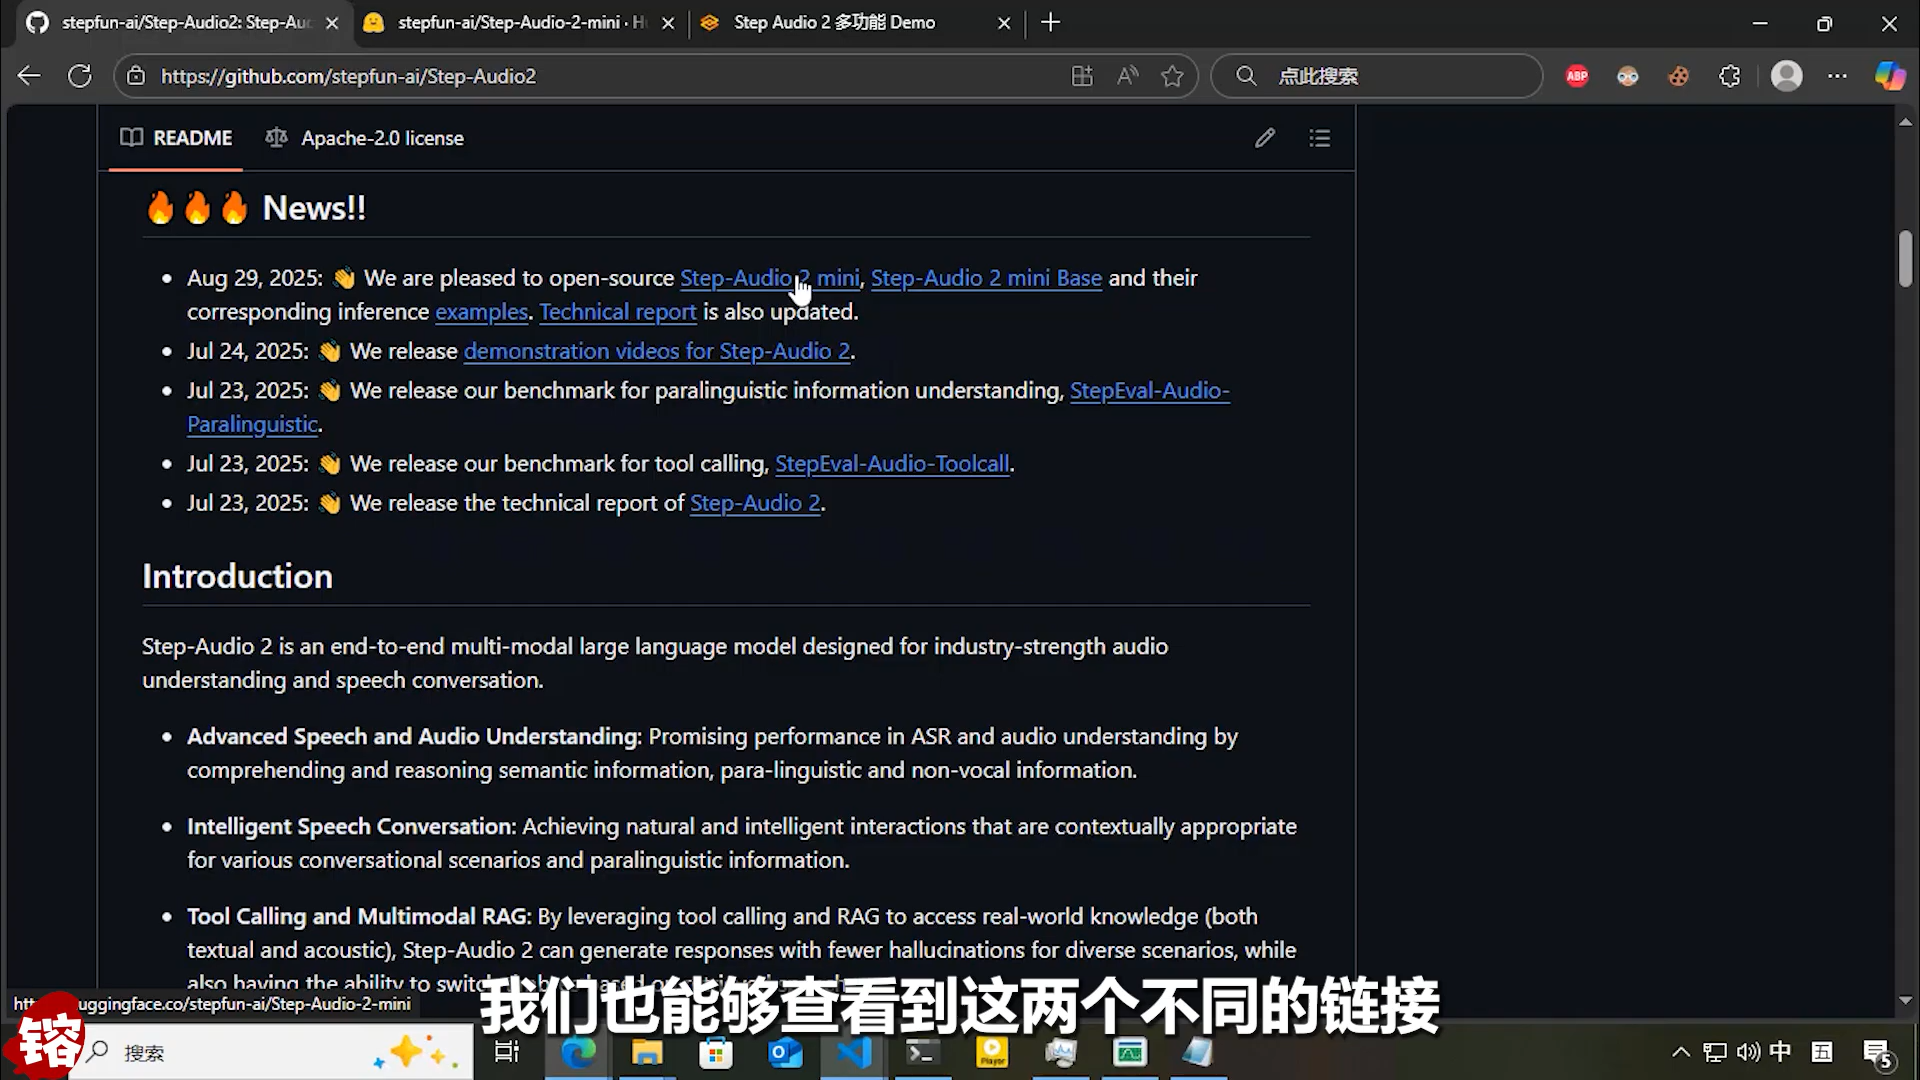 stepfun-ai/Step-Audio2: Step-Au
stepfun-ai/Step-Audio-2-mini · H
Step Audio 2 多功能 Demo
https://github.com/stepfun-ai/Step-Audio2
点此搜索
ABP
README
Apache-2.0 license
🔥🔥🔥 News!!
• Aug 29, 2025: 👋 We are pleased to open-source Step-Audio 2 mini, Step-Audio 2 mini Base and their
corresponding inference examples. Technical report is also updated.
• Jul 24, 2025: 👋 We release demonstration videos for Step-Audio 2.
• Jul 23, 2025: 👋 We release our benchmark for paralinguistic information understanding, StepEval-Audio-
Paralinguistic.
• Jul 23, 2025: 👋 We release our benchmark for tool calling, StepEval-Audio-Toolcall.
• Jul 23, 2025: 👋 We release the technical report of Step-Audio 2.
Introduction
Step-Audio 2 is an end-to-end multi-modal large language model designed for industry-strength audio
understanding and speech conversation.
• Advanced Speech and Audio Understanding: Promising performance in ASR and audio understanding by
comprehending and reasoning semantic information, para-linguistic and non-vocal information.
• Intelligent Speech Conversation: Achieving natural and intelligent interactions that are contextually appropriate
for various conversational scenarios and paralinguistic information.
• Tool Calling and Multimodal RAG: By leveraging tool calling and RAG to access real-world knowledge (both
textual and acoustic), Step-Audio 2 can generate responses with fewer hallucinations for diverse scenarios, while
also having the ability to
uggingface.co/stepfun-ai/Step-Audio-2-mini
我们也能够查看到这两个不同的链接
镕
搜索
Player
中
五
5